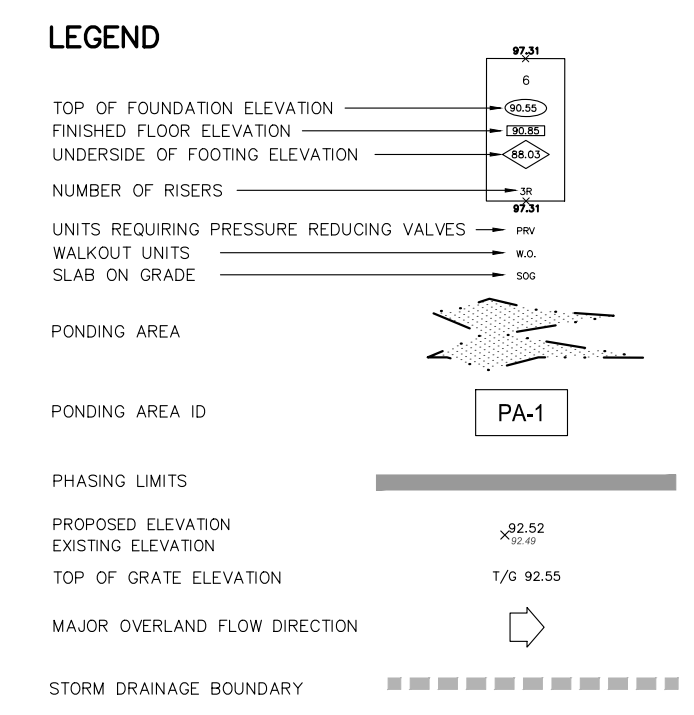 LEGEND
97.31
6
TOP OF FOUNDATION ELEVATION 90.55
FINISHED FLOOR ELEVATION 90.85
UNDERSIDE OF FOOTING ELEVATION 88.03
NUMBER OF RISERS 3R
97.31
UNITS REQUIRING PRESSURE REDUCING VALVES PRV
WALKOUT UNITS W.O.
SLAB ON GRADE SOG
PONDING AREA
PONDING AREA ID PA-1
PHASING LIMITS
PROPOSED ELEVATION 92.52
EXISTING ELEVATION 92.49
TOP OF GRATE ELEVATION T/G 92.55
MAJOR OVERLAND FLOW DIRECTION
STORM DRAINAGE BOUNDARY